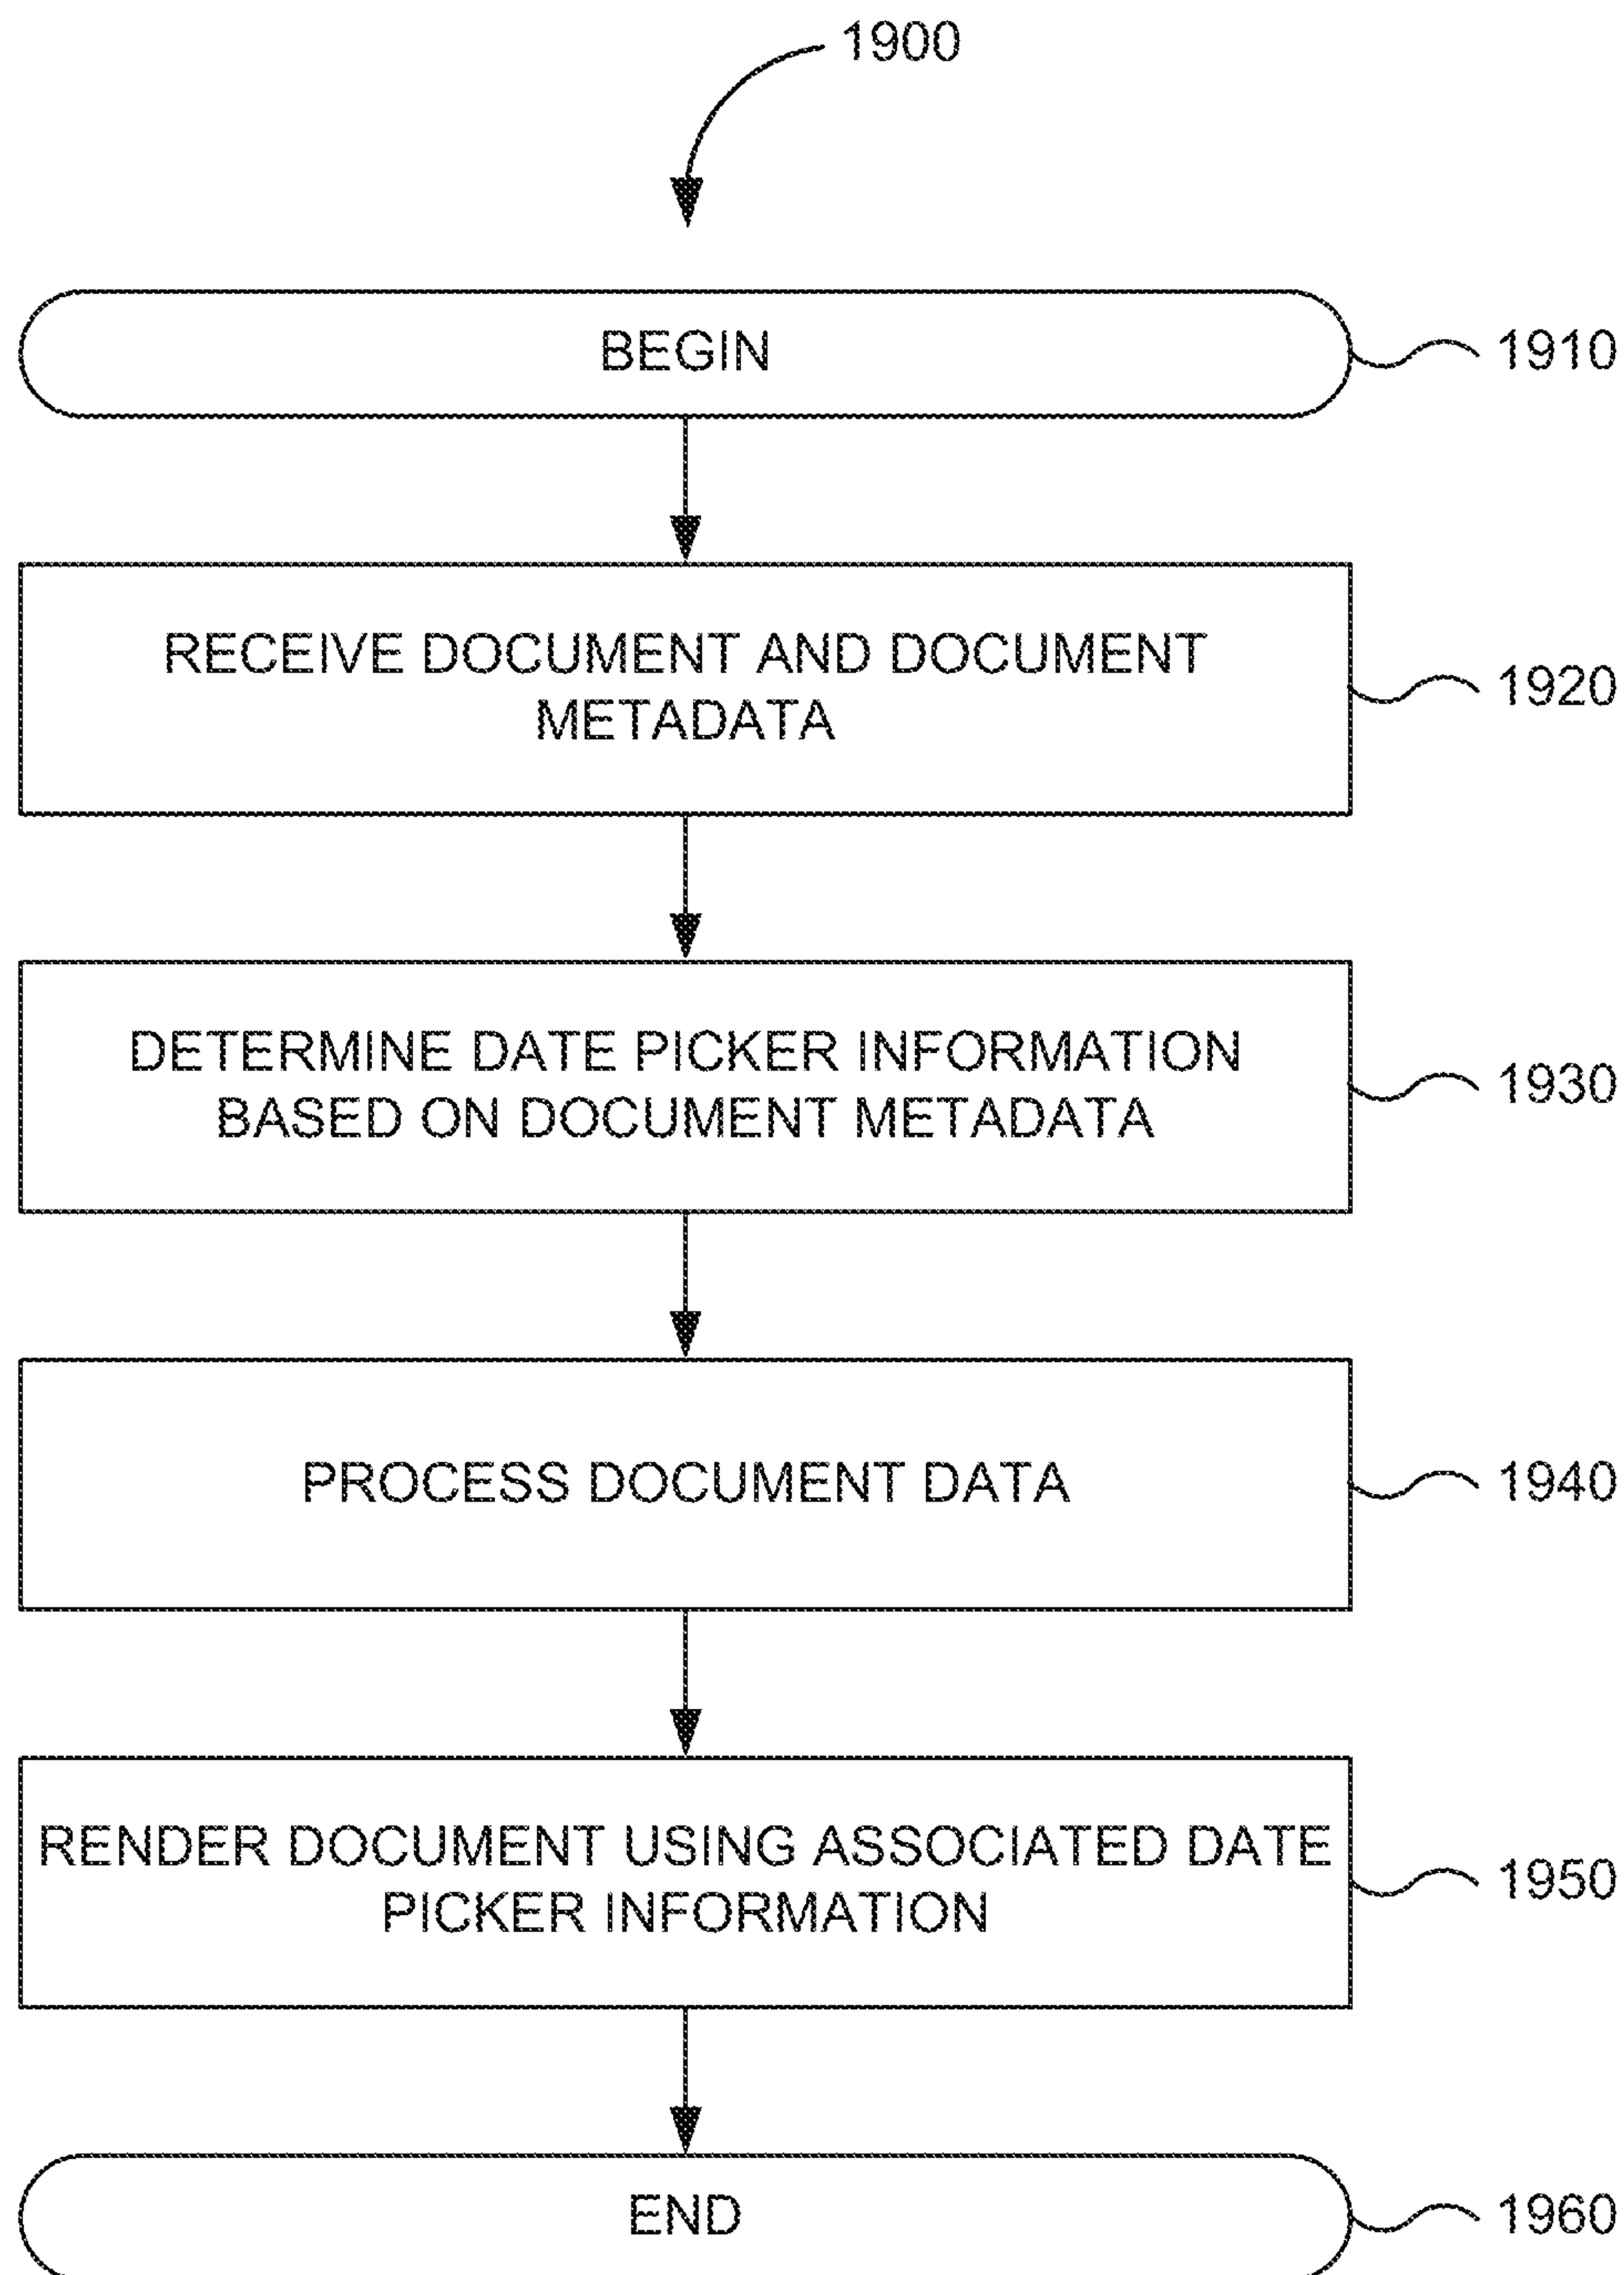 1900
BEGIN
1910
RECEIVE DOCUMENT AND DOCUMENT
METADATA
1920
DETERMINE DATE PICKER INFORMATION
BASED ON DOCUMENT METADATA
1930
PROCESS DOCUMENT DATA
1940
RENDER DOCUMENT USING ASSOCIATED DATE
PICKER INFORMATION
1950
END
1960